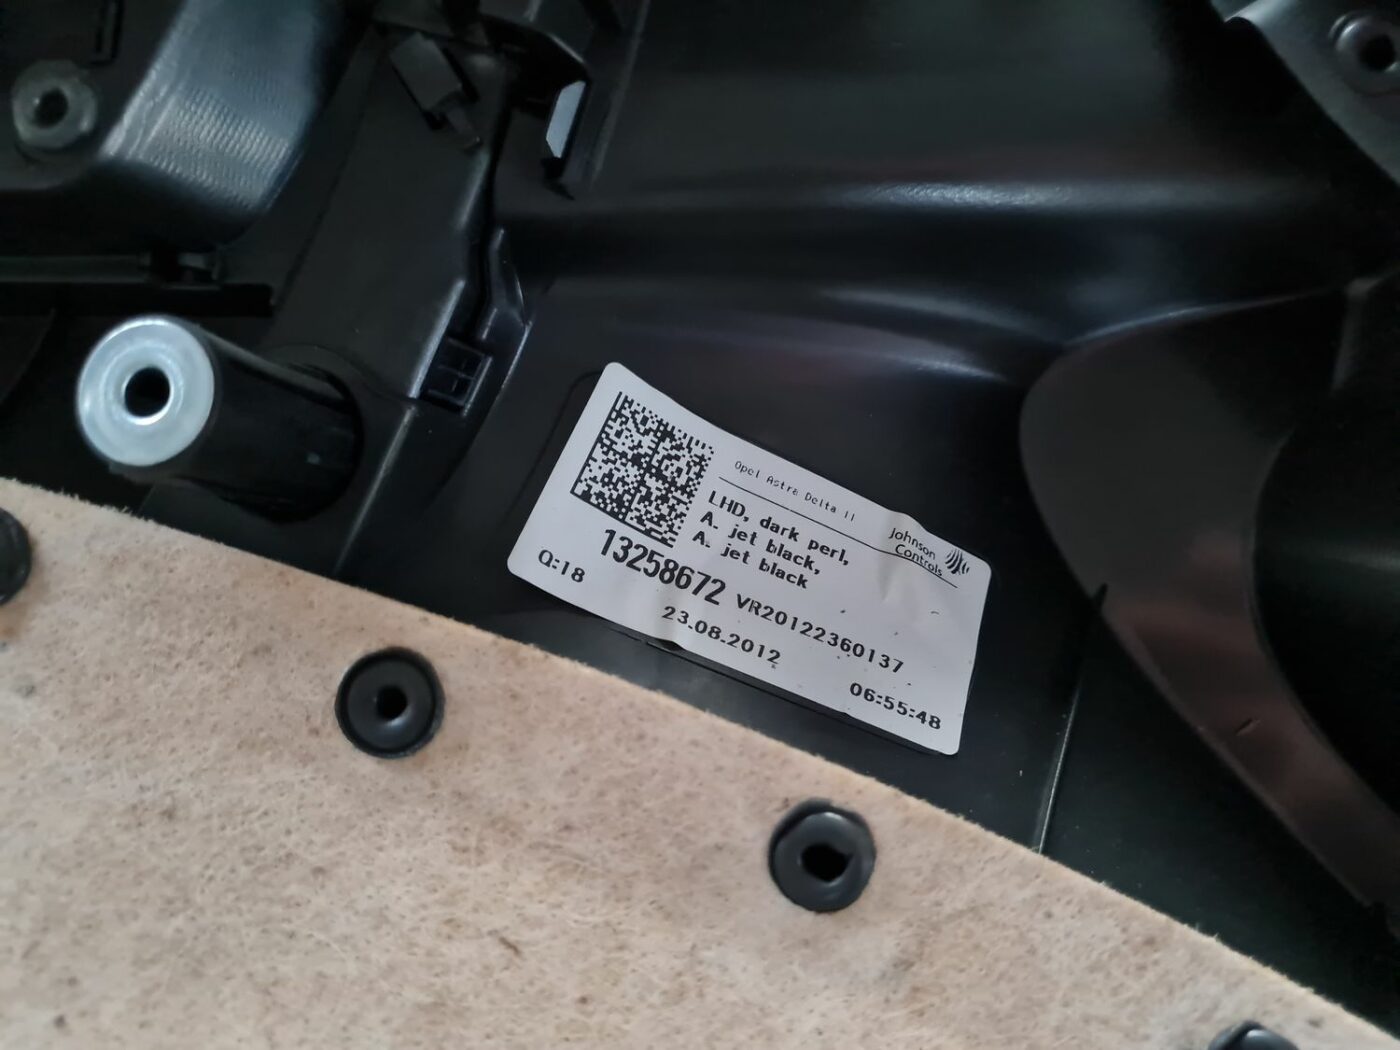 Opel Astra Delta II
LHD, dark perl,
A. jet black,
A. jet black
Johnson
Controls
13258672 VR20122360137
Q:18
23.08.2012
06:55:48